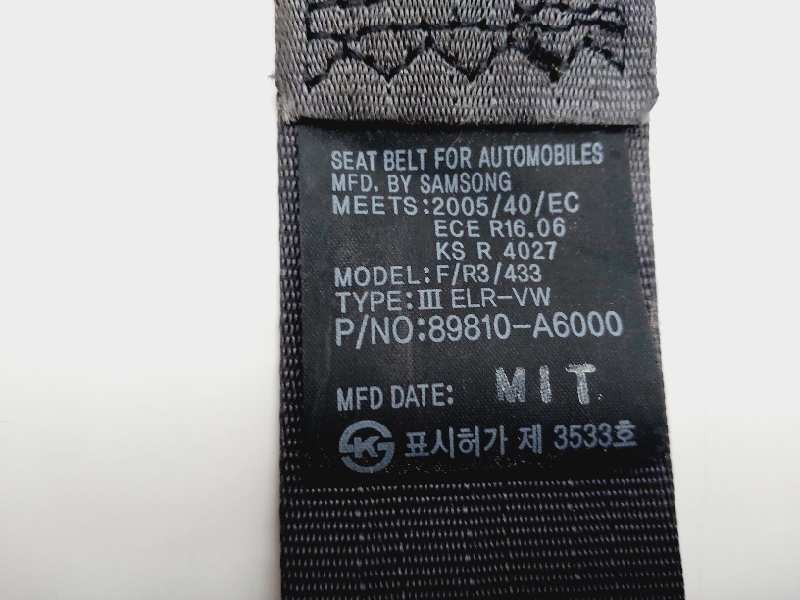 SEAT BELT FOR AUTOMOBILES
MFD. BY SAMSONG
MEETS:2005/40/EC
ECE R16.06
KS R 4027
MODEL:F/R3/433
TYPE:Ⅲ ELR-VW
P/NO:89810-A6000
MFD DATE: MIT
표시허가 제 3533호